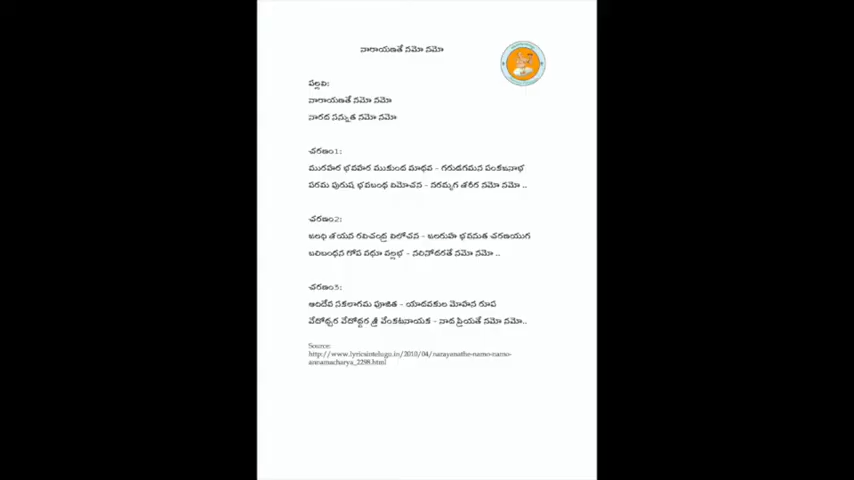 నారాయణతే నమో నమో
పల్లవి:
నారాయణతే నమో నమో
నారద సన్నుత నమో నమో
చరణం1:
మురహర భవహర ముకుంద మాధవ - గరుడగమన పంకజనాభ
పరమ పురుష భవబంధ విమోచన - నరమృగ శరీర నమో నమో ..
చరణం2:
జలధి శయన రవిచంద్ర విలోచన - జలరుహ భవనుత చరణయుగ
బలిబంధన గోప వధూ వల్లభ - నలినోదరతే నమో నమో ..
చరణం3:
ఆదిదేవ సకలాగమ పూజిత - యాదవకుల మోహన రూప
వేదోద్ధర వేదోద్ధర శ్రీ వేంకటనాయక - నాద ప్రియతే నమో నమో..
Source:
http://www.lyricsintelugu.in/2010/04/narayanathe-namo-namo-
annamacharya_2298.html